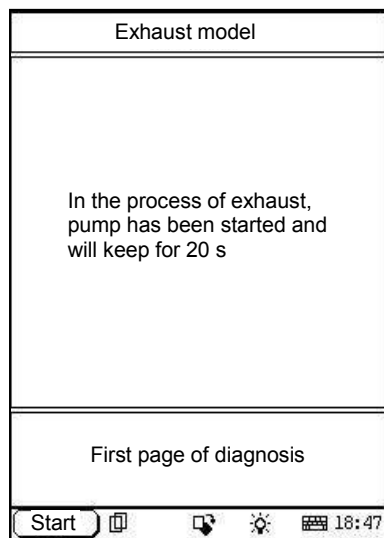 Exhaust model
In the process of exhaust,
pump has been started and
will keep for 20 s
First page of diagnosis
Start 18:47